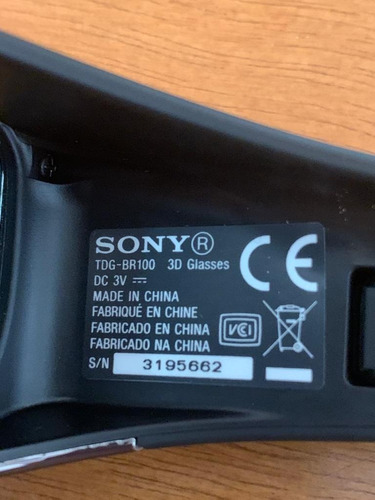 SONY®
TDG-BR100 3D Glasses
DC 3V ⎓
MADE IN CHINA
FABRIQUÉ EN CHINE
FABRICADO EN CHINA
FABRICADO NA CHINA
S/N 3195662
CE
VCI